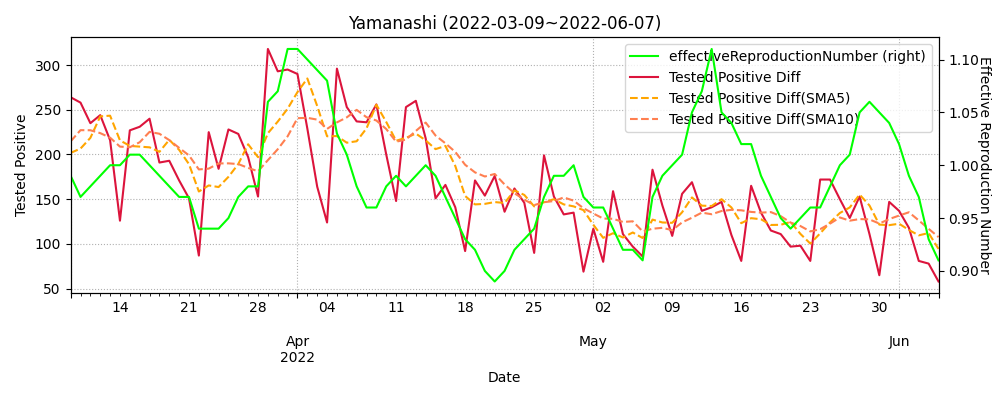 Yamanashi (2022-03-09~2022-06-07)
effectiveReproductionNumber (right)
Tested Positive Diff
Tested Positive Diff(SMA5)
Tested Positive Diff(SMA10)
Tested Positive
300
250
200
150
100
50
1.10
1.05
1.00
0.95
0.90
Effective Reproduction Number
14 21 28 04 11 18 25 02 09 16 23 30
Apr May Jun
2022
Date